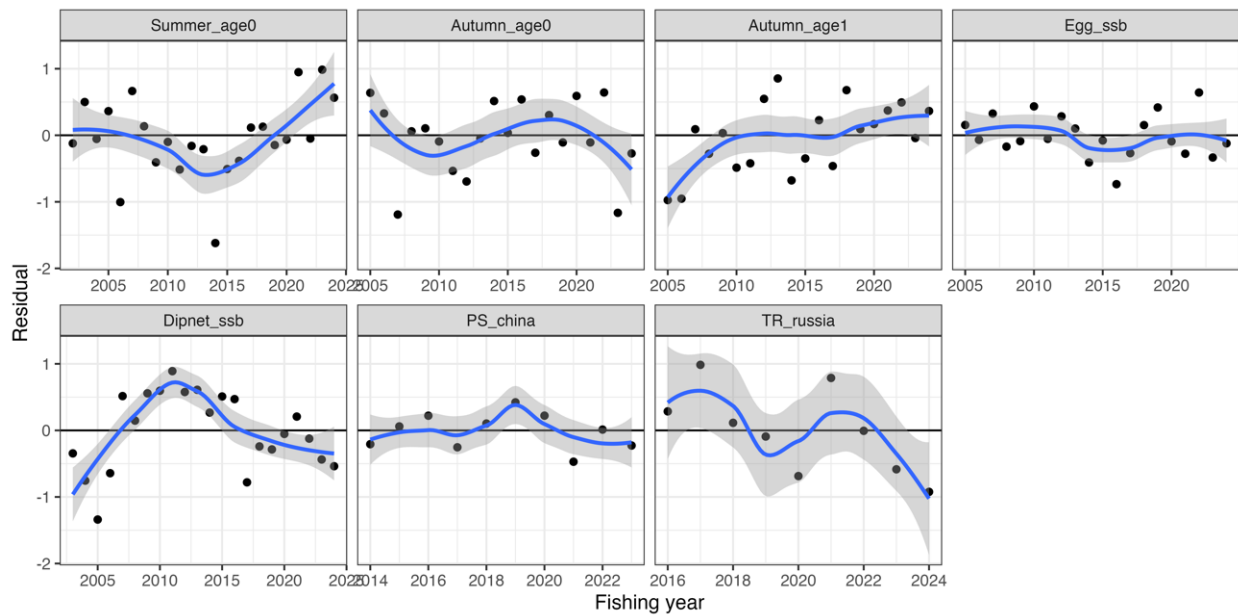 Summer_age0
Autumn_age0
Autumn_age1
Egg_ssb
1
0
-1
-2
2005 2010 2015 2020 2025
2005 2010 2015 2020
2005 2010 2015 2020
2005 2010 2015 2020
Residual
Dipnet_ssb
PS_china
TR_russia
1
0
-1
-2
2005 2010 2015 2020 2025
2014 2016 2018 2020 2022
2016 2018 2020 2022 2024
Fishing year